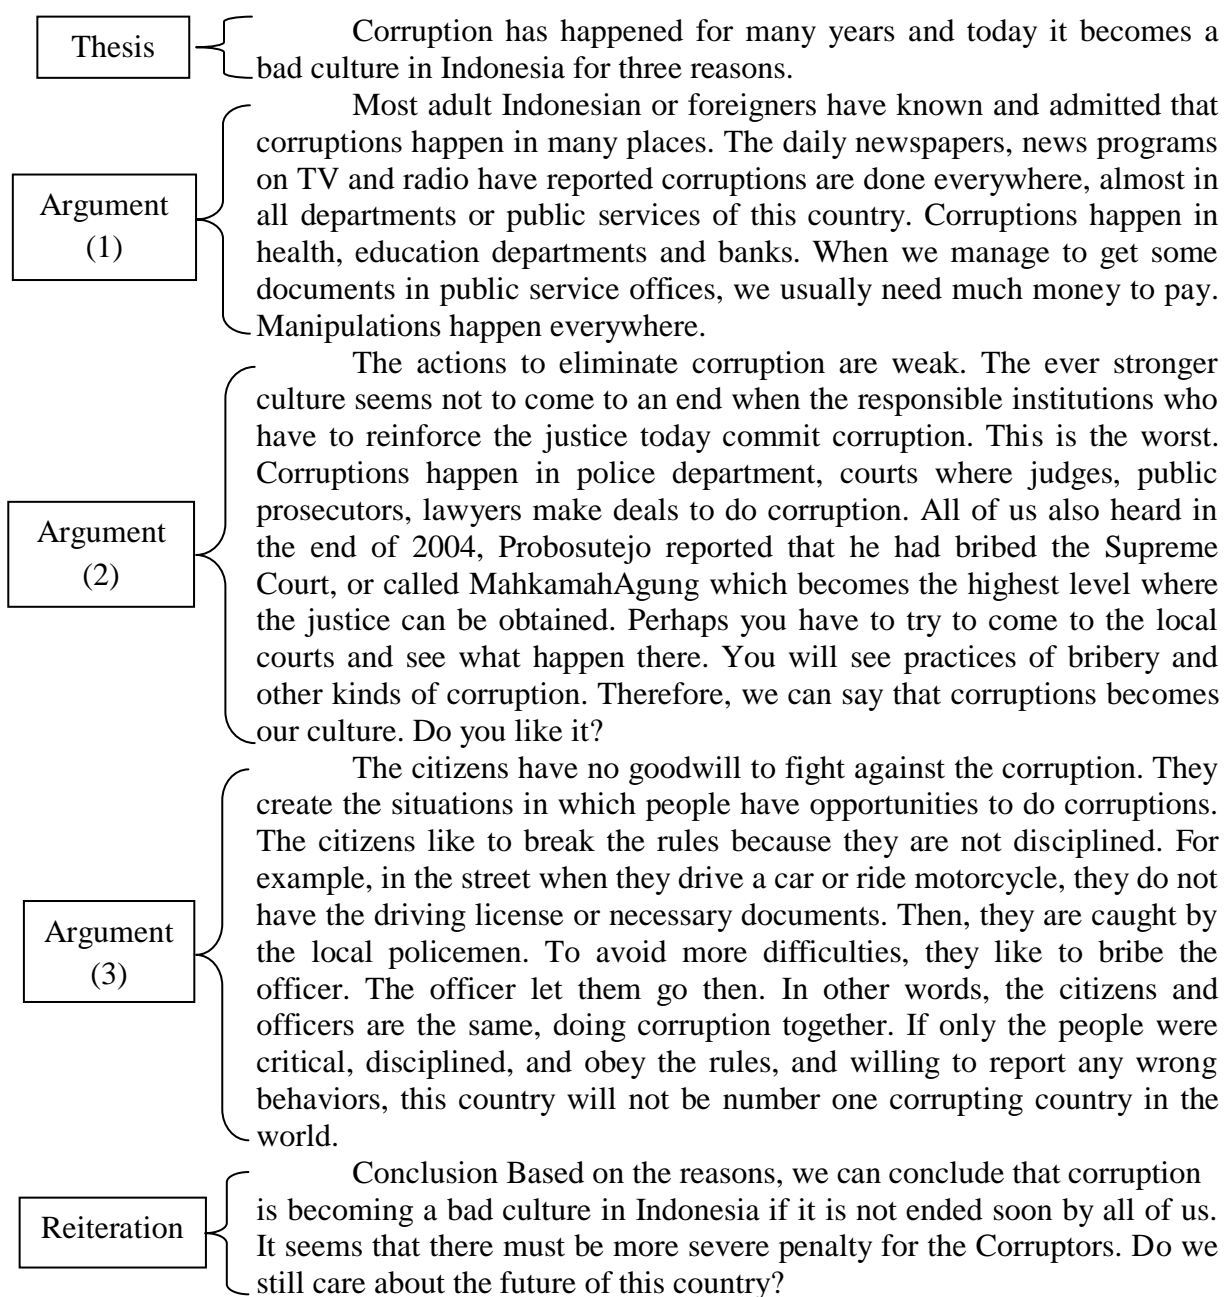 Thesis
Corruption has happened for many years and today it becomes a
bad culture in Indonesia for three reasons.
Argument
(1)
Most adult Indonesian or foreigners have known and admitted that
corruptions happen in many places. The daily newspapers, news programs
on TV and radio have reported corruptions are done everywhere, almost in
all departments or public services of this country. Corruptions happen in
health, education departments and banks. When we manage to get some
documents in public service offices, we usually need much money to pay.
Manipulations happen everywhere.
Argument
(2)
The actions to eliminate corruption are weak. The ever stronger
culture seems not to come to an end when the responsible institutions who
have to reinforce the justice today commit corruption. This is the worst.
Corruptions happen in police department, courts where judges, public
prosecutors, lawyers make deals to do corruption. All of us also heard in
the end of 2004, Probosutejo reported that he had bribed the Supreme
Court, or called MahkamahAgung which becomes the highest level where
the justice can be obtained. Perhaps you have to try to come to the local
courts and see what happen there. You will see practices of bribery and
other kinds of corruption. Therefore, we can say that corruptions becomes
our culture. Do you like it?
Argument
(3)
The citizens have no goodwill to fight against the corruption. They
create the situations in which people have opportunities to do corruptions.
The citizens like to break the rules because they are not disciplined. For
example, in the street when they drive a car or ride motorcycle, they do not
have the driving license or necessary documents. Then, they are caught by
the local policemen. To avoid more difficulties, they like to bribe the
officer. The officer let them go then. In other words, the citizens and
officers are the same, doing corruption together. If only the people were
critical, disciplined, and obey the rules, and willing to report any wrong
behaviors, this country will not be number one corrupting country in the
world.
Reiteration
Conclusion Based on the reasons, we can conclude that corruption
is becoming a bad culture in Indonesia if it is not ended soon by all of us.
It seems that there must be more severe penalty for the Corruptors. Do we
still care about the future of this country?